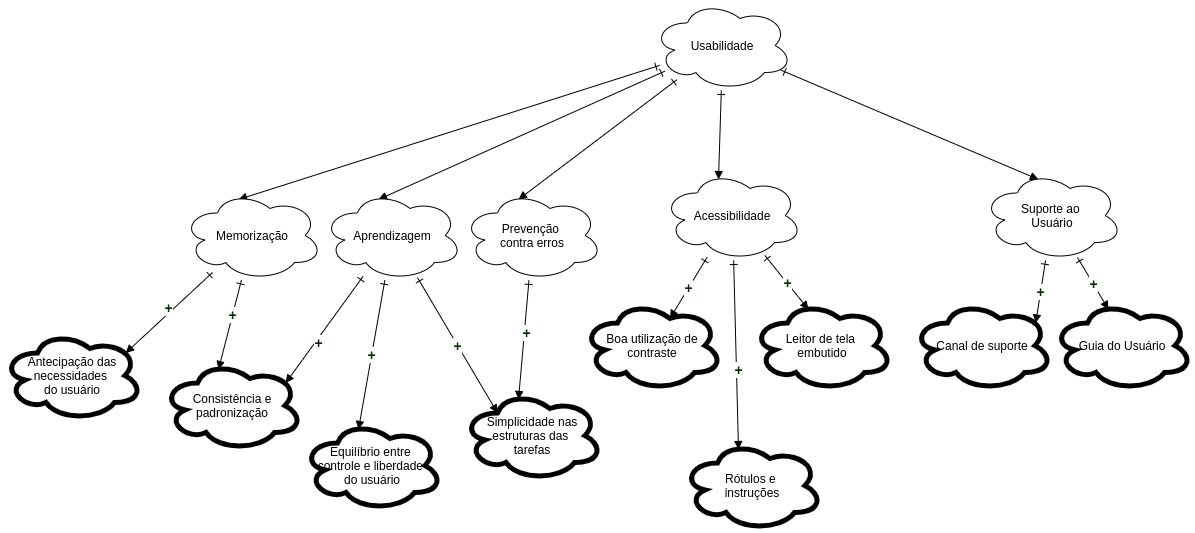 Usabilidade
Memorização
Aprendizagem
Prevenção
contra erros
Acessibilidade
Suporte ao
Usuário
+
+
+
+
+
+
+
+
+
+
+
Antecipação das
necessidades
do usuário
Consistência e
padronização
Equilíbrio entre
controle e liberdade
do usuário
Simplicidade nas
estruturas das
tarefas
Boa utilização de
contraste
Rótulos e
instruções
Leitor de tela
embutido
Canal de suporte
Guia do Usuário